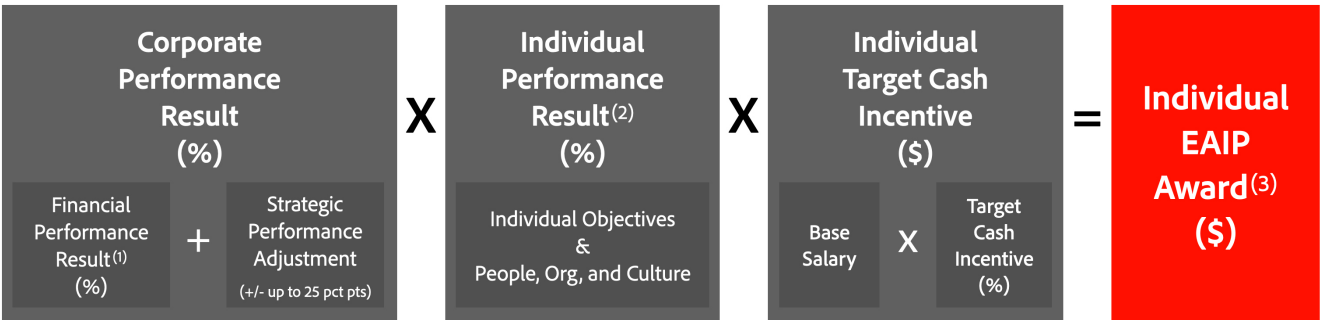 Corporate
Performance
Result
(%)
Financial
Performance
Result(1)
(%)
+
Strategic
Performance
Adjustment
(+/- up to 25 pct pts)
X
Individual
Performance
Result(2)
(%)
Individual Objectives
&
People, Org, and Culture
X
Individual
Target Cash
Incentive
($)
Base
Salary
X
Target
Cash
Incentive
(%)
=
Individual
EAIP
Award(3)
($)